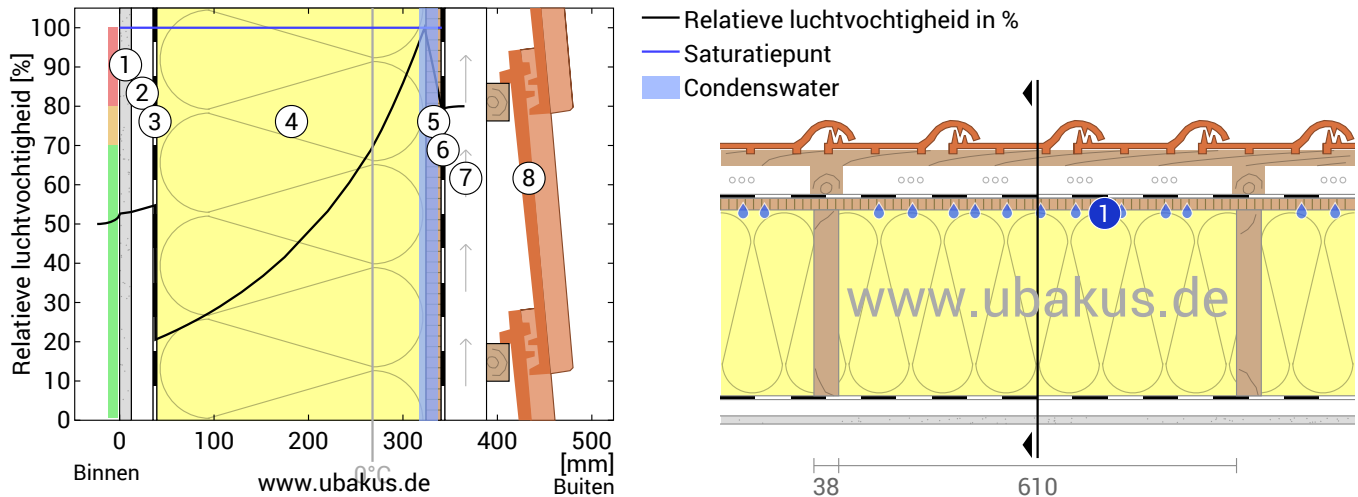 Relatieve luchtvochtigheid [%]
100
90
80
70
60
50
40
30
20
10
0
1
2
3
4
5
6
7
8
0
100
200
300
400
500
[mm]
Binnen
0°C
www.ubakus.de
Buiten
Relatieve luchtvochtigheid in %
Saturatiepunt
Condenswater
1
www.ubakus.de
38
610